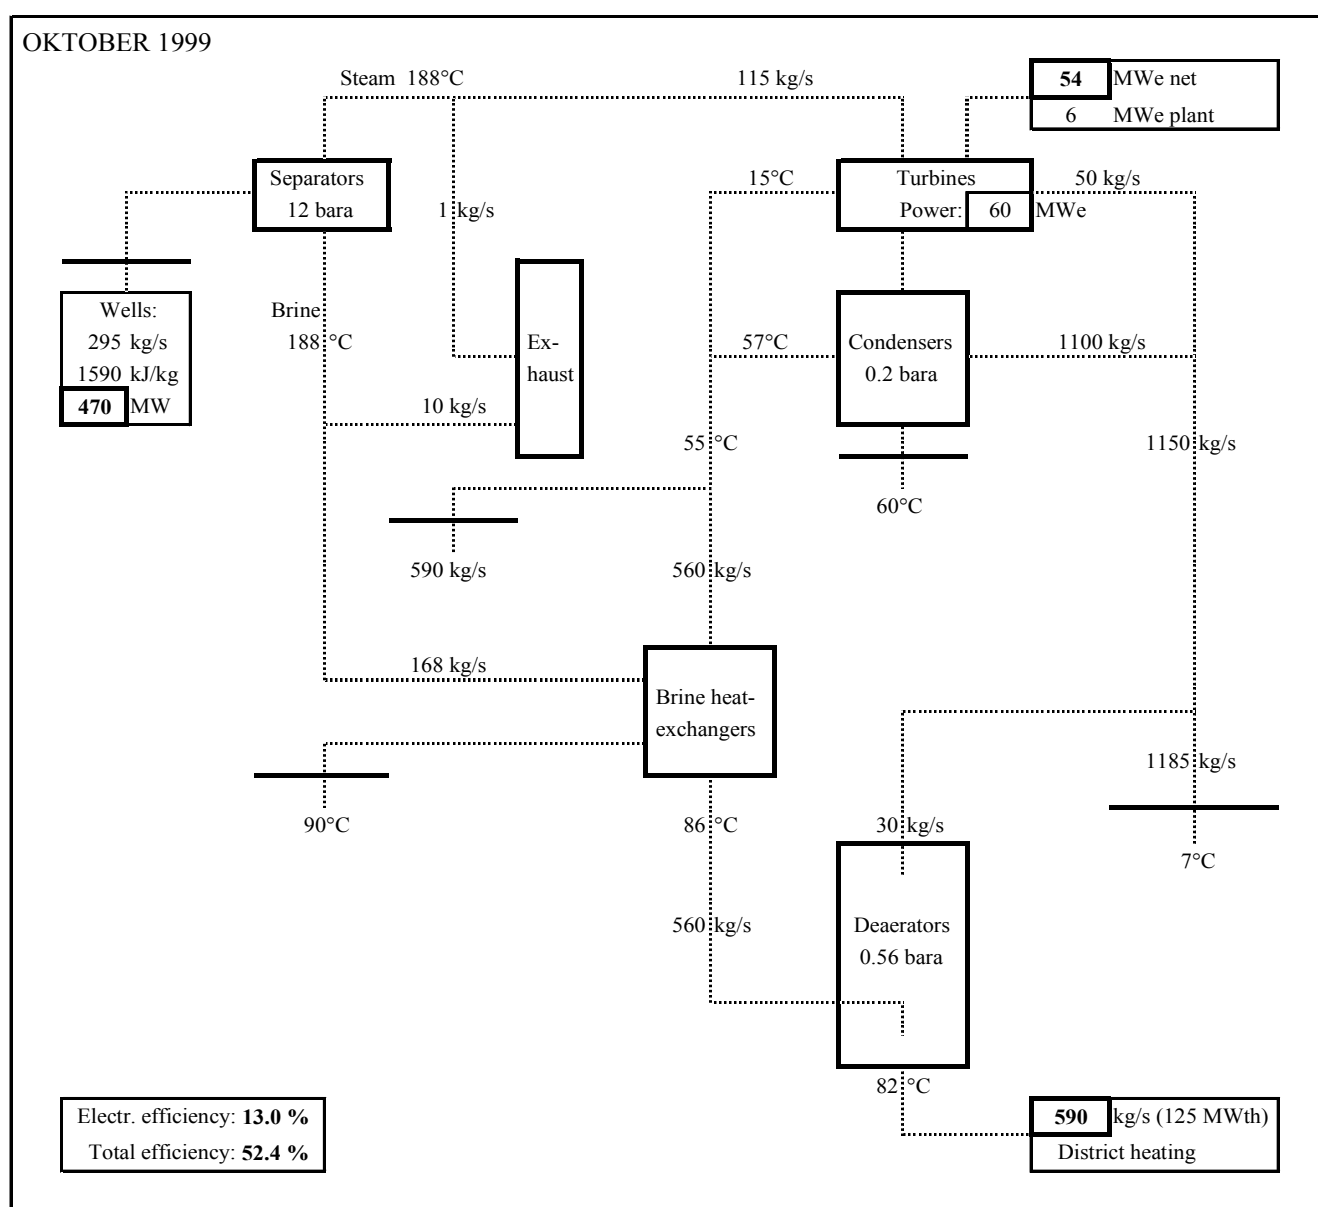 OKTOBER 1999
Steam 188°C
115 kg/s
54 MWe net
6 MWe plant
Separators
12 bara
1 kg/s
15°C
Turbines
Power: 60 MWe
50 kg/s
Wells:
295 kg/s
1590 kJ/kg
470 MW
Brine
188 °C
Ex-
haust
57°C
Condensers
0.2 bara
1100 kg/s
10 kg/s
55 °C
1150 kg/s
60°C
590 kg/s
560 kg/s
168 kg/s
Brine heat-
exchangers
1185 kg/s
90°C
86 °C
30 kg/s
7°C
560 kg/s
Deaerators
0.56 bara
82 °C
Electr. efficiency: 13.0 %
Total efficiency: 52.4 %
590 kg/s (125 MWth)
District heating